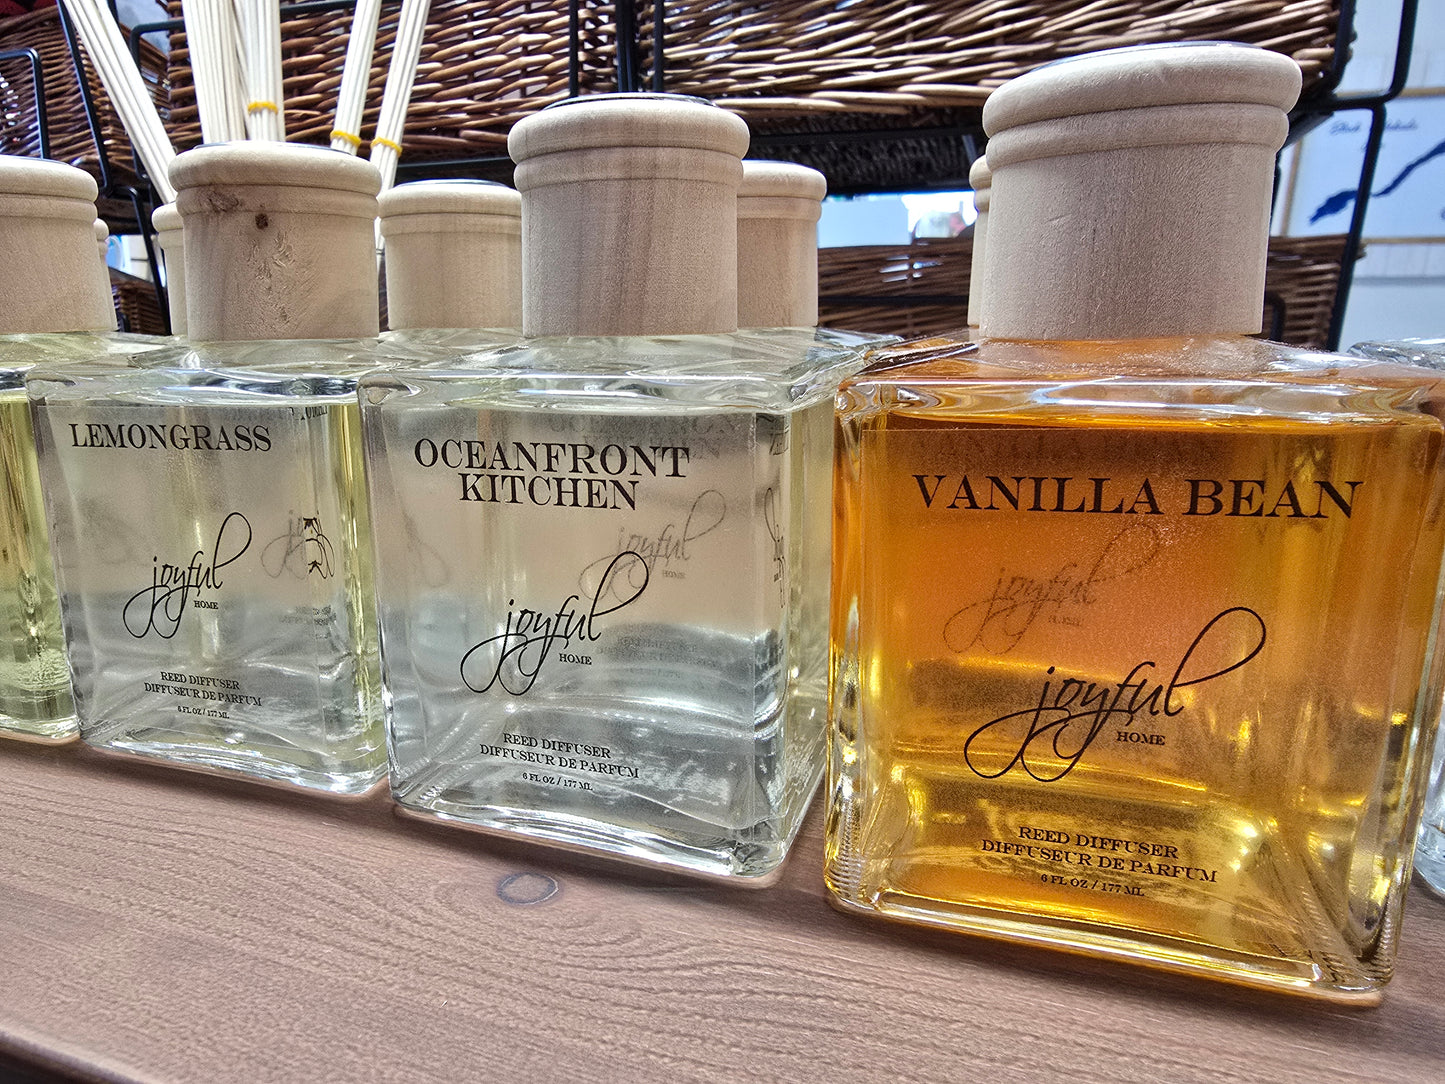 LEMONGRASS
joyful
HOME
REED DIFFUSER
DIFFUSEUR DE PARFUM
6 FL OZ / 177 ML
OCEANFRONT
KITCHEN
joyful
HOME
REED DIFFUSER
DIFFUSEUR DE PARFUM
6 FL OZ / 177 ML
VANILLA BEAN
joyful
HOME
REED DIFFUSER
DIFFUSEUR DE PARFUM
6 FL OZ / 177 ML